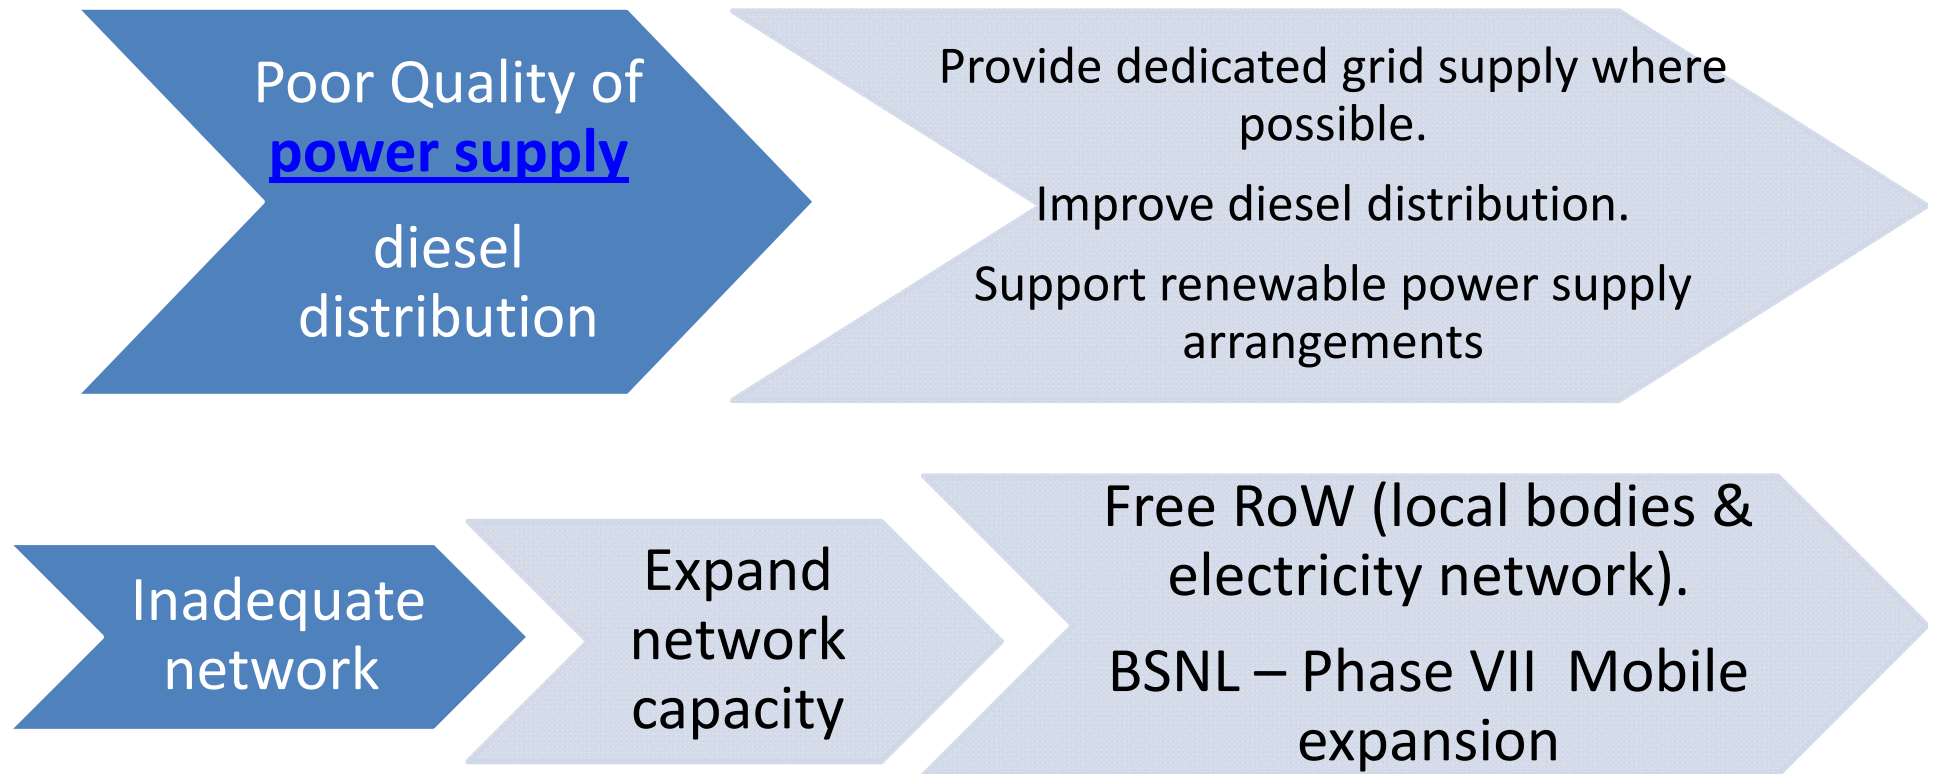 Poor Quality of
power supply
diesel
distribution
Provide dedicated grid supply where
possible.
Improve diesel distribution.
Support renewable power supply
arrangements
Inadequate
network
Expand
network
capacity
Free RoW (local bodies &
electricity network).
BSNL – Phase VII  Mobile
expansion